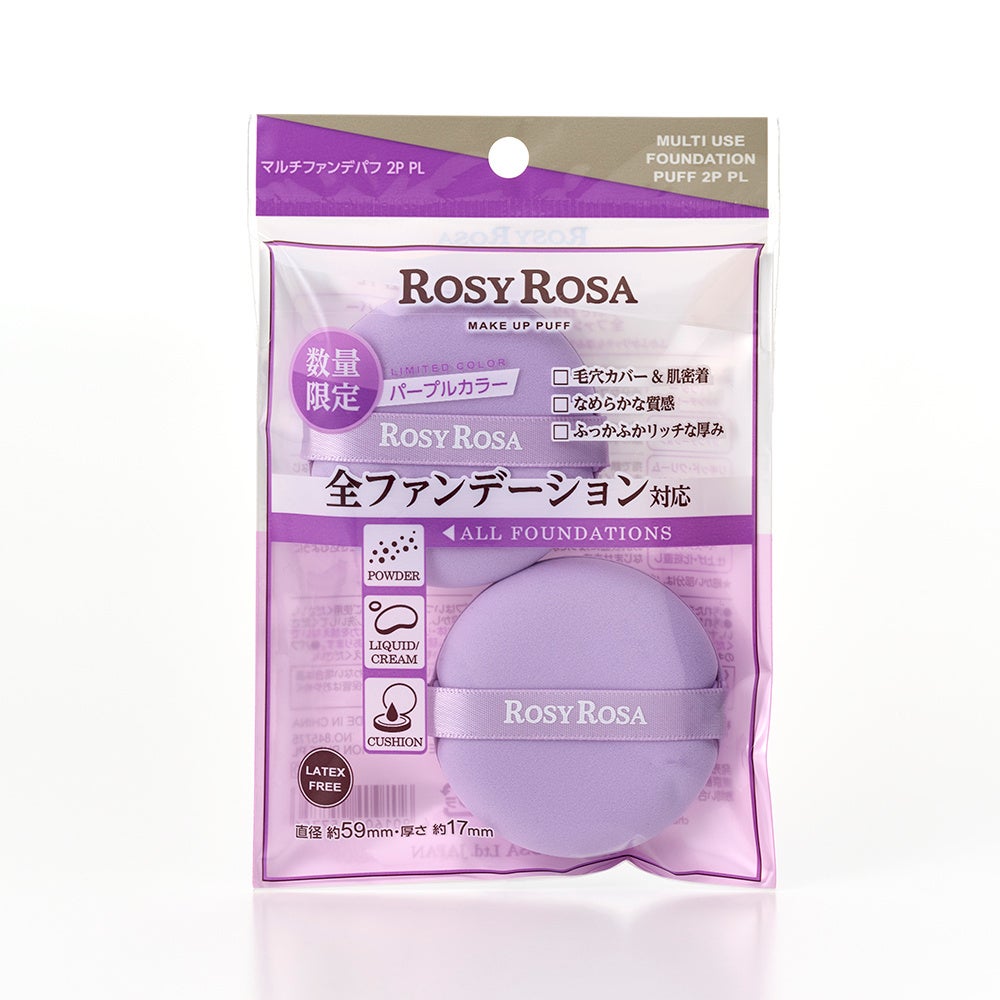 マルチファンデパフ 2P PL
MULTI USE
FOUNDATION
PUFF 2P PL
ROSY ROSA
MAKE UP PUFF
数量
限定
LIMITED COLOR
パープルカラー
□毛穴カバー & 肌密着
□なめらかな質感
□ふっかふかリッチな厚み
ROSY ROSA
全ファンデーション対応
◀ALL FOUNDATIONS
POWDER
LIQUID/
CREAM
CUSHION
ROSY ROSA
LATEX
FREE
直径 約59mm・厚さ 約17mm